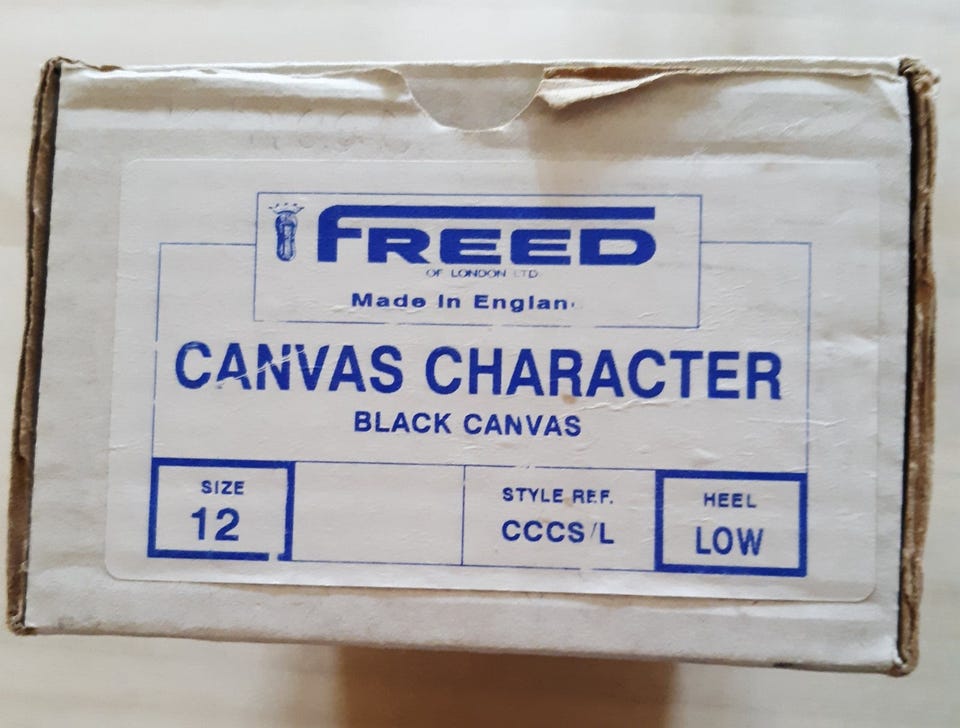 FREED
OF LONDON LTD.
Made In Englan
CANVAS CHARACTER
BLACK CANVAS
SIZE
12
STYLE REF.
CCCS/L
HEEL
LOW